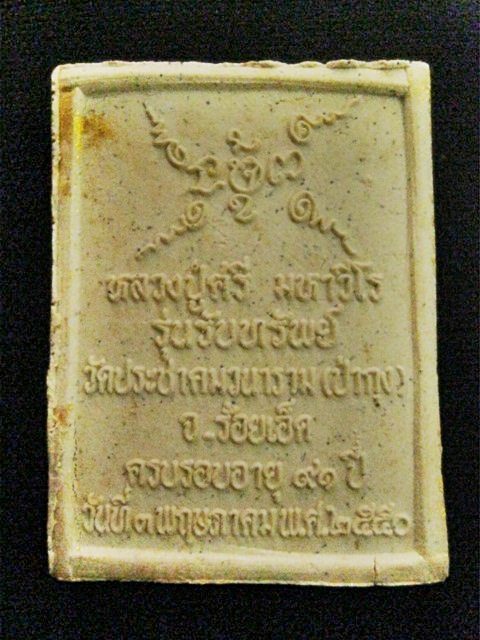 หลวงปู่ศรี มหาวิโร
รุ่นรับทรัพย์
วัดประชาคมวนาราม (ป่ากุง)
จ.ร้อยเอ็ด
ครบรอบอายุ ๙๑ ปี
วันที่ ๓ พฤษภาคม พ.ศ.๒๕๕๐